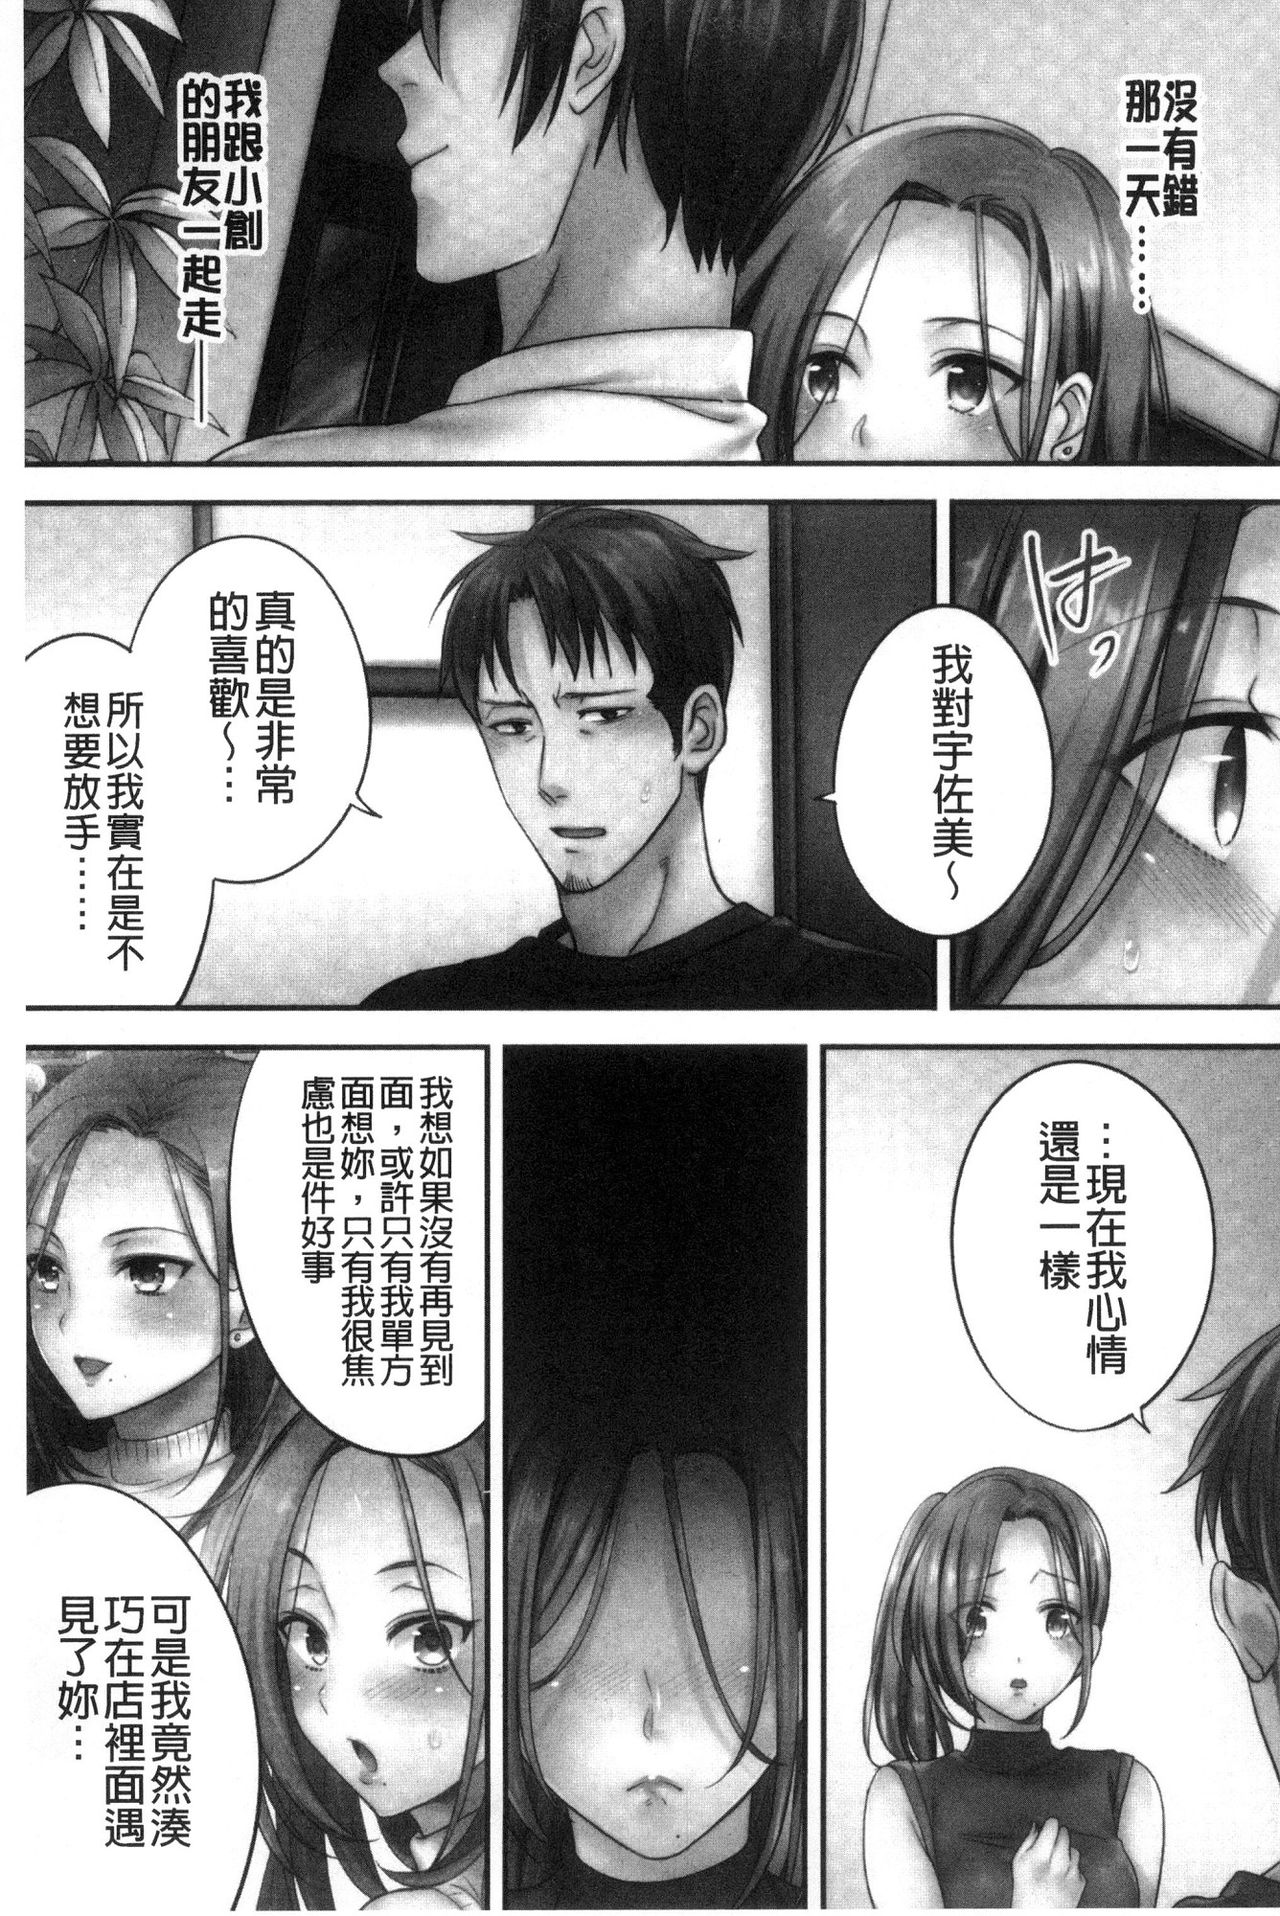 沒有錯
那一天……
我跟小創
的朋友一起走——
はっ
我對宇佐美~
真的是非常
的喜歡~…
所以我實在是不
想要放手……
…現在我心情
還是一樣
我想如果沒有再見到
面，或許只有我單方
面想妳，只有我很焦
慮也是件好事
可是我竟然湊
巧在店裡面遇
見了妳…